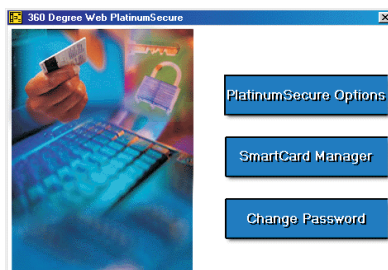 360 Degree Web PlatinumSecure
PlatinumSecure Options
SmartCard Manager
Change Password